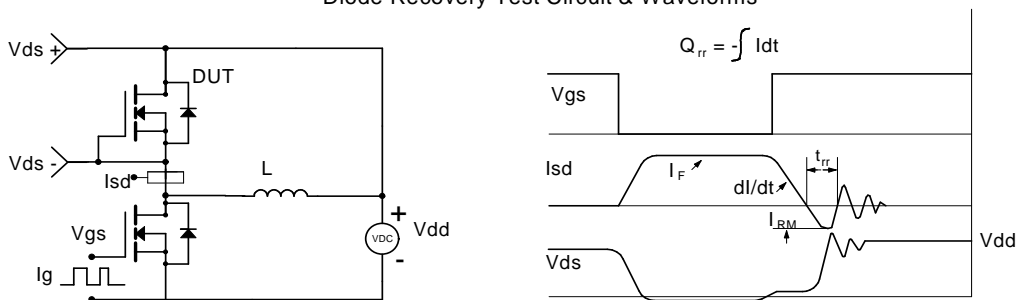 Diode Recovery Test Circuit & Waveforms
Vds +
DUT
Vds -
Isd
L
Vgs
Ig
+
VDC
-
Vdd
Q rr = - ∫ Idt
Vgs
Isd
I F
dI/dt
t rr
I RM
Vds
Vdd